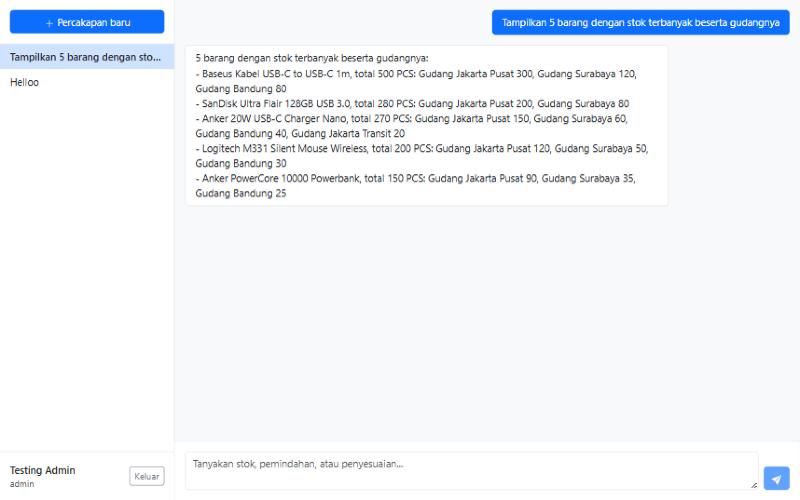 + Percakapan baru
Tampilkan 5 barang dengan sto...
Helloo
Tampilkan 5 barang dengan stok terbanyak beserta gudangnya
5 barang dengan stok terbanyak beserta gudangnya:
- Baseus Kabel USB-C to USB-C 1m, total 500 PCS: Gudang Jakarta Pusat 300, Gudang Surabaya 120,
Gudang Bandung 80
- SanDisk Ultra Flair 128GB USB 3.0, total 280 PCS: Gudang Jakarta Pusat 200, Gudang Surabaya 80
- Anker 20W USB-C Charger Nano, total 270 PCS: Gudang Jakarta Pusat 150, Gudang Surabaya 60,
Gudang Bandung 40, Gudang Jakarta Transit 20
- Logitech M331 Silent Mouse Wireless, total 200 PCS: Gudang Jakarta Pusat 120, Gudang Surabaya 50,
Gudang Bandung 30
- Anker PowerCore 10000 Powerbank, total 150 PCS: Gudang Jakarta Pusat 90, Gudang Surabaya 35,
Gudang Bandung 25
Testing Admin
admin
Keluar
Tanyakan stok, pemindahan, atau penyesuaian...